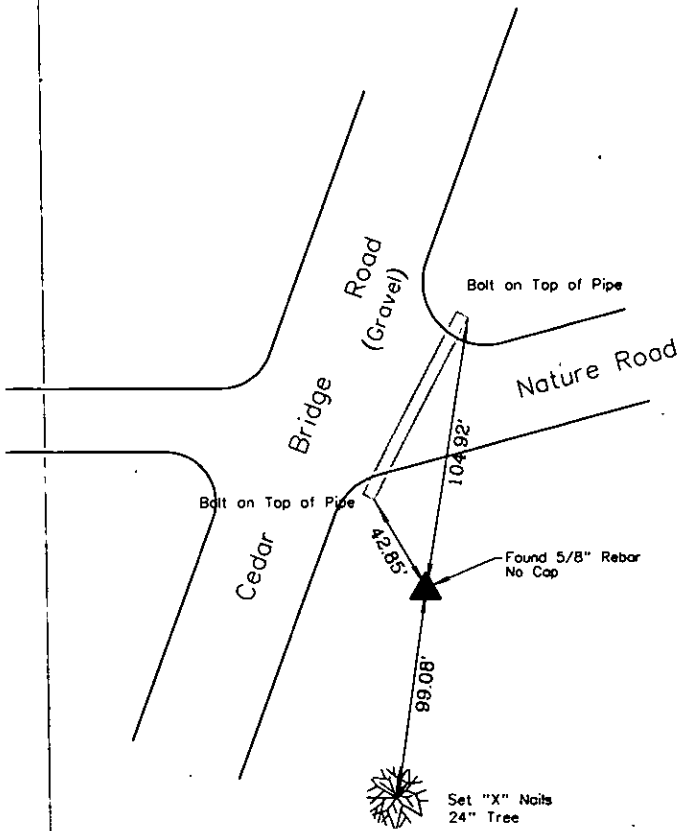 Road
(Gravel)
Bolt on Top of Pipe
Nature Road
Bridge
104.92'
Bolt on Top of Pipe
42.85'
Cedar
Found 5/8" Rebar
No Cap
99.08'
Set "X" Nails
24" Tree